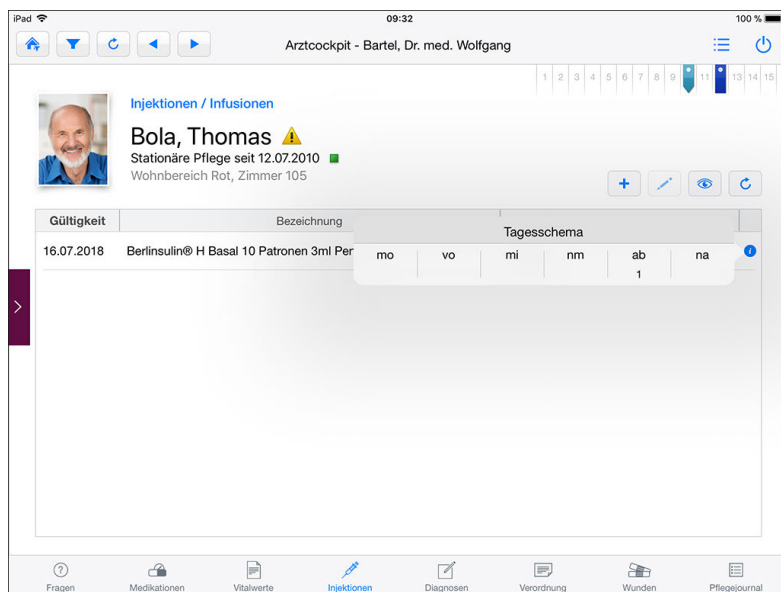 iPad 09:32 100 %
Arztcockpit - Bartel, Dr. med. Wolfgang
1 2 3 4 5 6 7 8 9 11 13 14 15
Injektionen / Infusionen
Bola, Thomas
Stationäre Pflege seit 12.07.2010
Wohnbereich Rot, Zimmer 105
Gültigkeit Bezeichnung
Tagesschema
16.07.2018 Berlinsulin® H Basal 10 Patronen 3ml Per
mo vo mi nm ab na
1
Fragen Medikationen Vitalwerte Injektionen Diagnosen Verordnung Wunden Pflegejournal